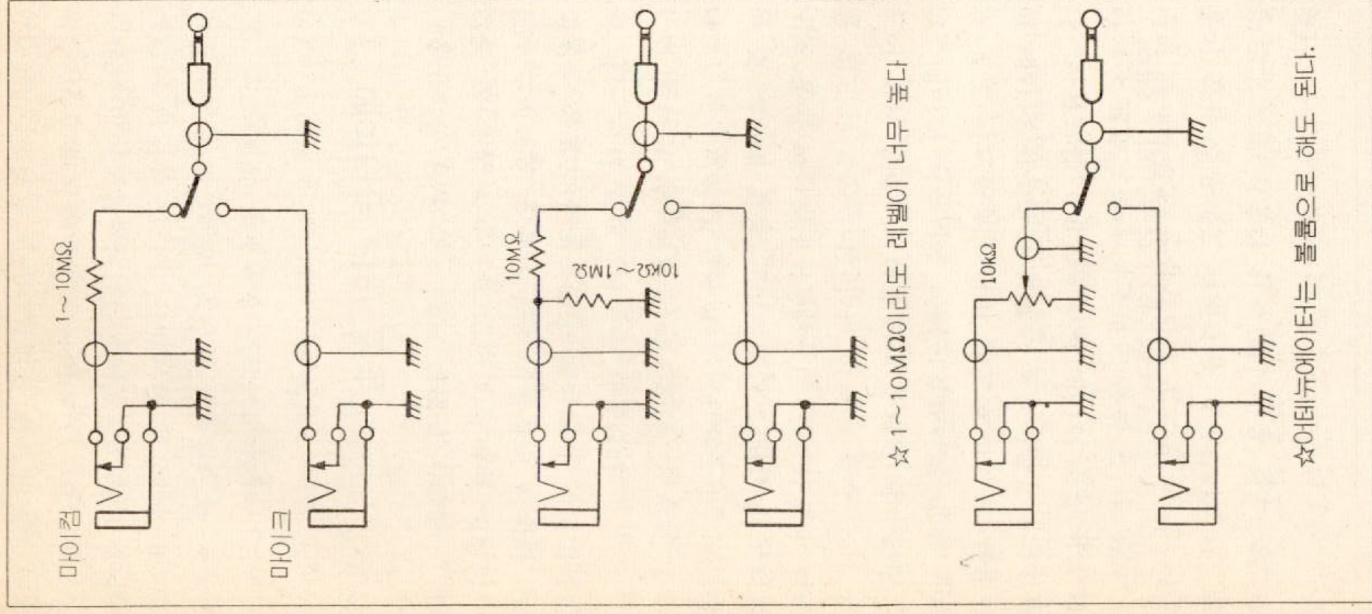 마이컴
1~10MΩ
마이크
10MΩ
10KΩ~1MΩ
☆1~10MΩ이라도 레벨이 너무 높다
10kΩ
☆아테뉴에이터는 볼륨으로 해도 된다.